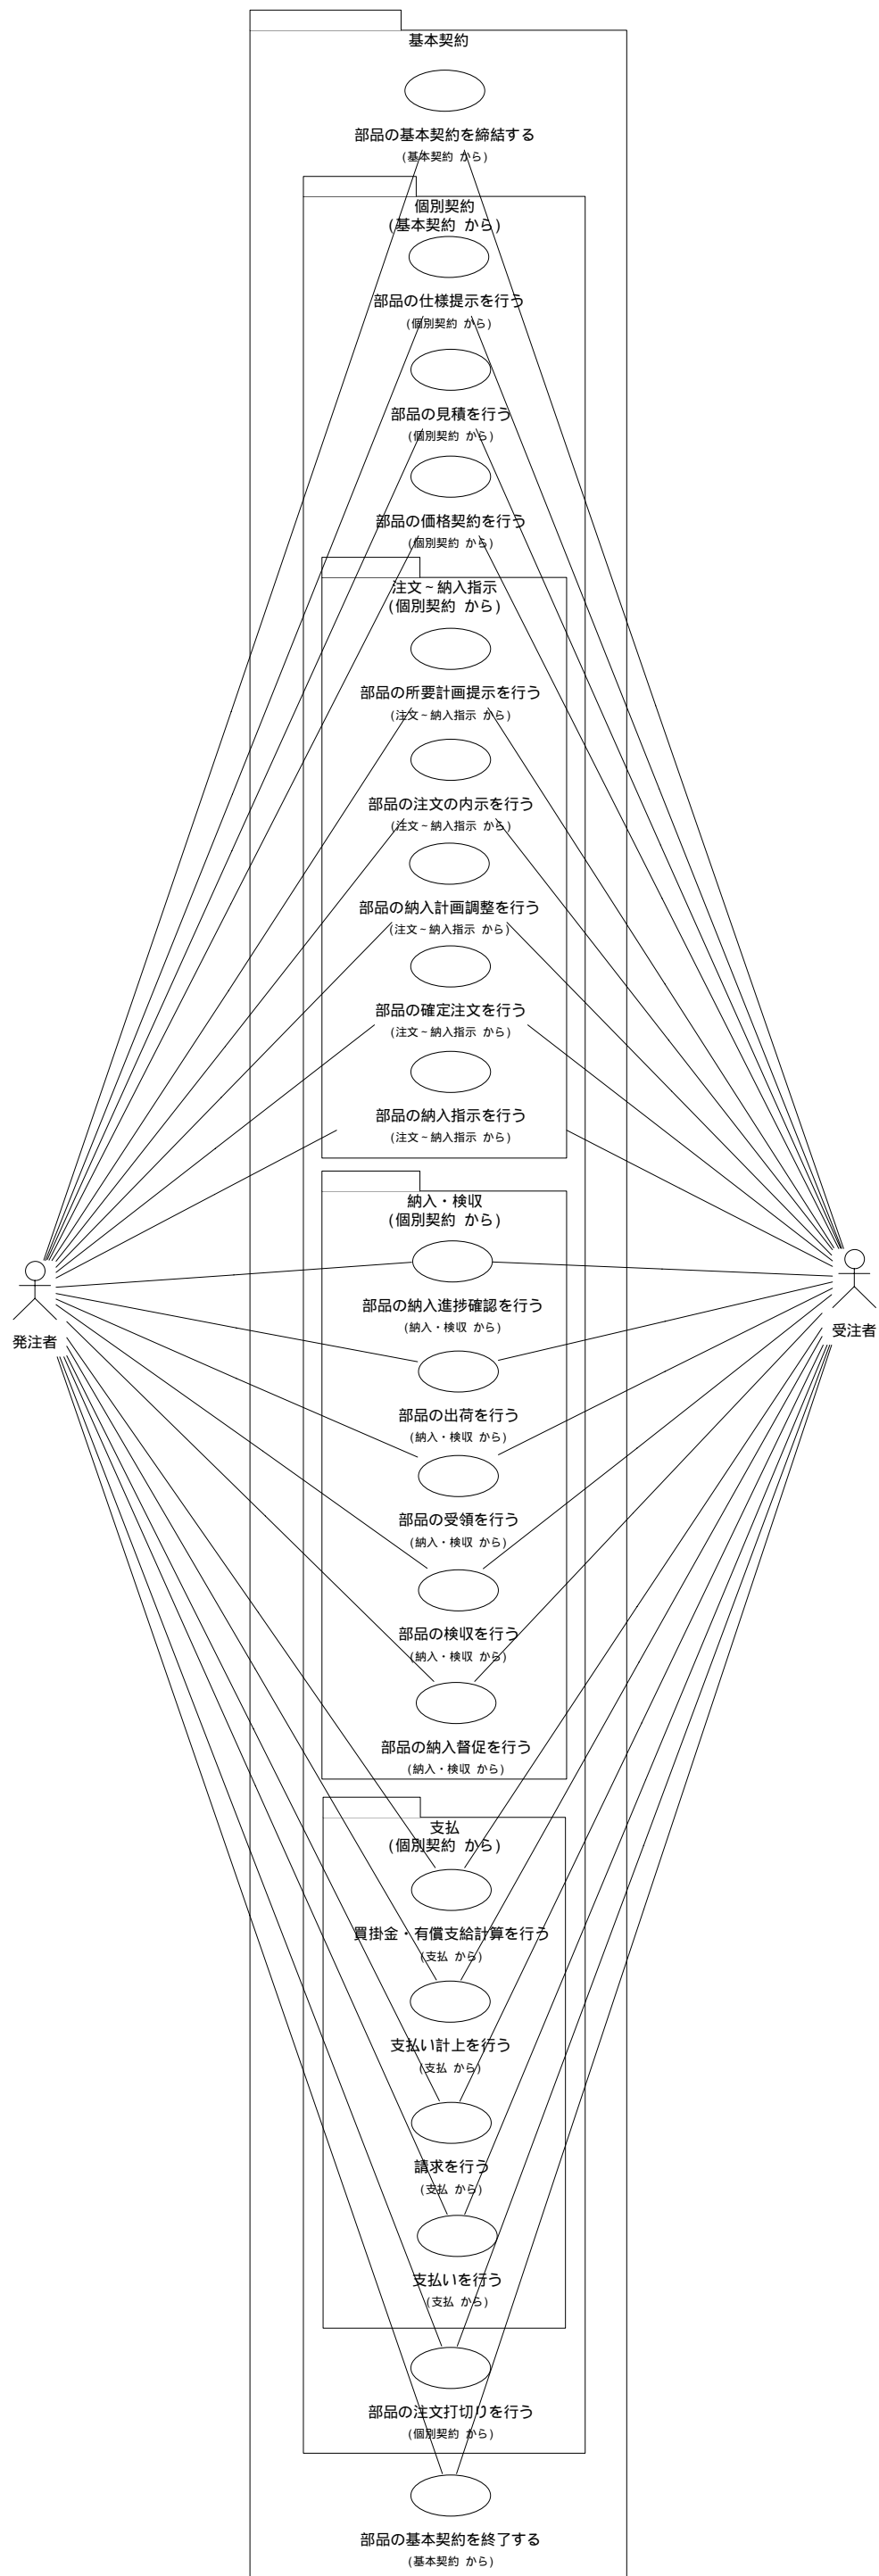 基本契約
部品の基本契約を締結する
(基本契約 から)
個別契約
(基本契約 から)
部品の仕様提示を行う
(個別契約 から)
部品の見積を行う
(個別契約 から)
部品の価格契約を行う
(個別契約 から)
注文~納入指示
(個別契約 から)
部品の所要計画提示を行う
(注文~納入指示 から)
部品の注文の内示を行う
(注文~納入指示 から)
部品の納入計画調整を行う
(注文~納入指示 から)
部品の確定注文を行う
(注文~納入指示 から)
部品の納入指示を行う
(注文~納入指示 から)
納入・検収
(個別契約 から)
部品の納入進捗確認を行う
(納入・検収 から)
発注者
受注者
部品の出荷を行う
(納入・検収 から)
部品の受領を行う
(納入・検収 から)
部品の検収を行う
(納入・検収 から)
部品の納入督促を行う
(納入・検収 から)
支払
(個別契約 から)
買掛金・有償支給計算を行う
(支払 から)
支払い計上を行う
(支払 から)
請求を行う
(支払 から)
支払いを行う
(支払 から)
部品の注文打切りを行う
(個別契約 から)
部品の基本契約を終了する
(基本契約 から)